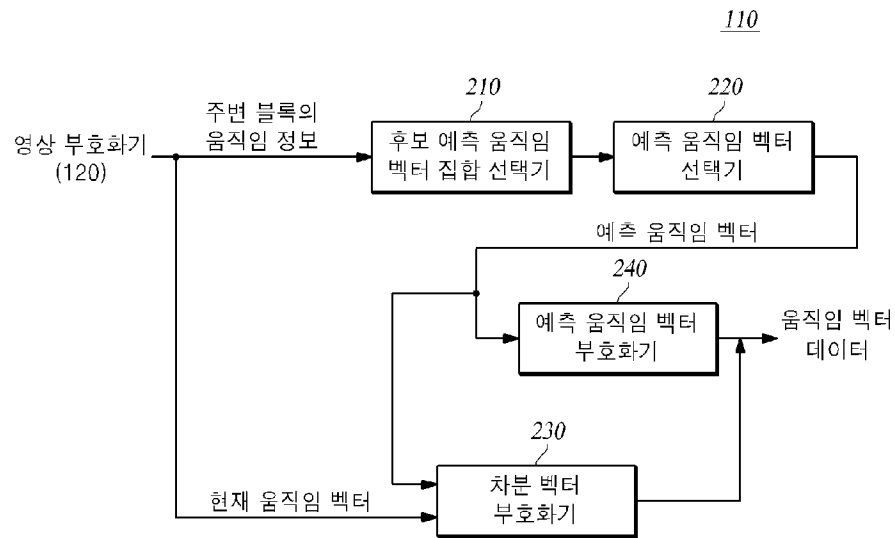 110
영상 부호화기
(120)
주변 블록의
움직임 정보
210
후보 예측 움직임
벡터 집합 선택기
220
예측 움직임 벡터
선택기
예측 움직임 벡터
240
예측 움직임 벡터
부호화기
움직임 벡터
데이터
230
차분 벡터
부호화기
현재 움직임 벡터